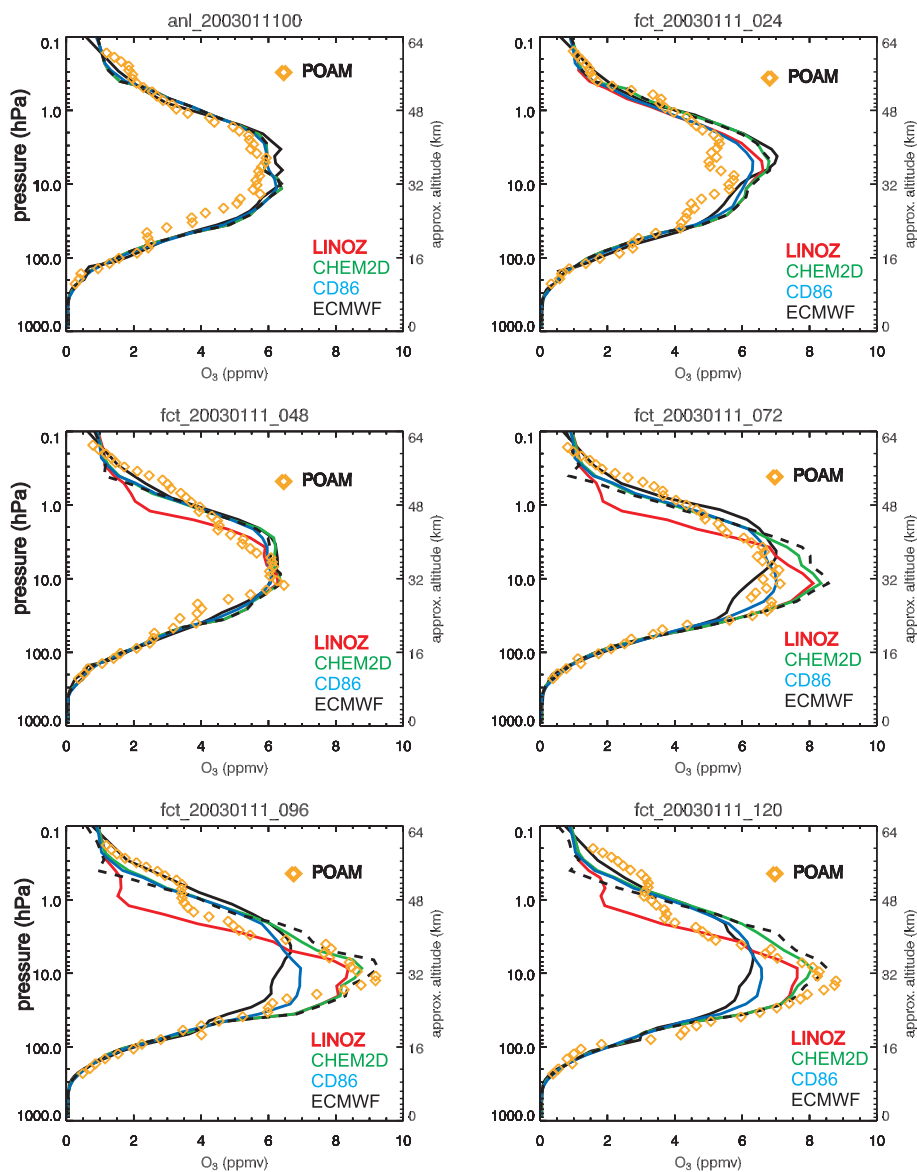 anl_2003011100
0.1
1.0
10.0
100.0
1000.0
pressure (hPa)
64
48
32
16
0
approx. altitude (km)
POAM
LINOZ
CHEM2D
CD86
ECMWF
0 2 4 6 8 10
O3 (ppmv)
fct_20030111_024
0.1
1.0
10.0
100.0
1000.0
64
48
32
16
0
approx. altitude (km)
POAM
LINOZ
CHEM2D
CD86
ECMWF
0 2 4 6 8 10
O3 (ppmv)
fct_20030111_048
0.1
1.0
10.0
100.0
1000.0
pressure (hPa)
64
48
32
16
0
approx. altitude (km)
POAM
LINOZ
CHEM2D
CD86
ECMWF
0 2 4 6 8 10
O3 (ppmv)
fct_20030111_072
0.1
1.0
10.0
100.0
1000.0
64
48
32
16
0
approx. altitude (km)
POAM
LINOZ
CHEM2D
CD86
ECMWF
0 2 4 6 8 10
O3 (ppmv)
fct_20030111_096
0.1
1.0
10.0
100.0
1000.0
pressure (hPa)
64
48
32
16
0
approx. altitude (km)
POAM
LINOZ
CHEM2D
CD86
ECMWF
0 2 4 6 8 10
O3 (ppmv)
fct_20030111_120
0.1
1.0
10.0
100.0
1000.0
64
48
32
16
0
approx. altitude (km)
POAM
LINOZ
CHEM2D
CD86
ECMWF
0 2 4 6 8 10
O3 (ppmv)